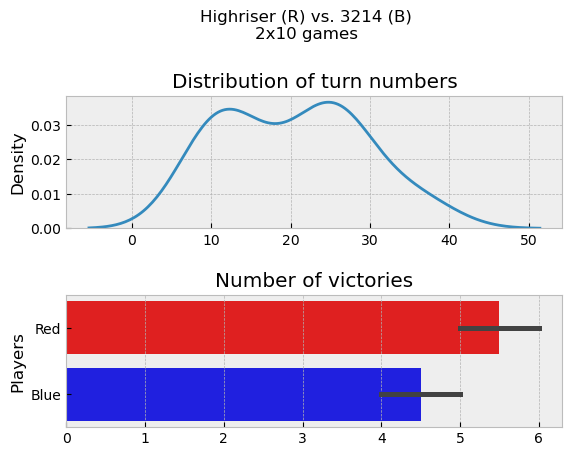 Highriser (R) vs. 3214 (B)
2x10 games
Distribution of turn numbers
Density
0.03
0.02
0.01
0.00
0 10 20 30 40 50
Number of victories
Players
Red
Blue
0 1 2 3 4 5 6